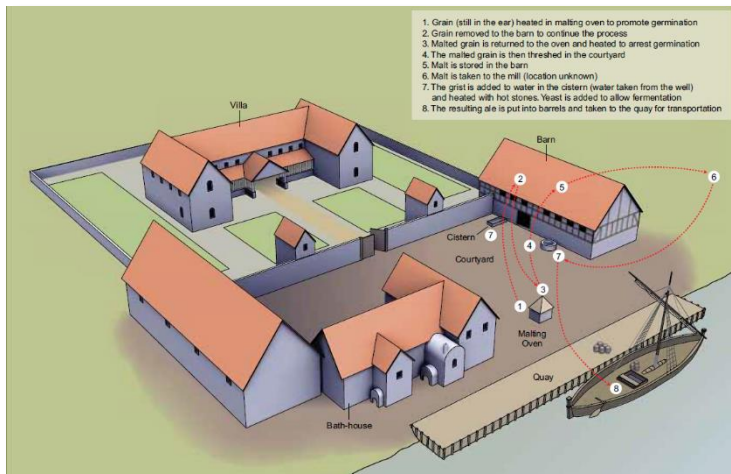 1. Grain (still in the ear) heated in malting oven to promote germination
2. Grain removed to the barn to continue the process
3. Malted grain is returned to the oven and heated to arrest germination
4. The malted grain is then threshed in the courtyard
5. Malt is stored in the barn
6. Malt is taken to the mill (location unknown)
7. The grist is added to water in the cistern (water taken from the well)
and heated with hot stones. Yeast is added to allow fermentation
8. The resulting ale is put into barrels and taken to the quay for transportation
Villa
Barn
2
5
6
Cistern
7
4
7
Courtyard
3
1
Malting
Oven
Quay
8
Bath-house